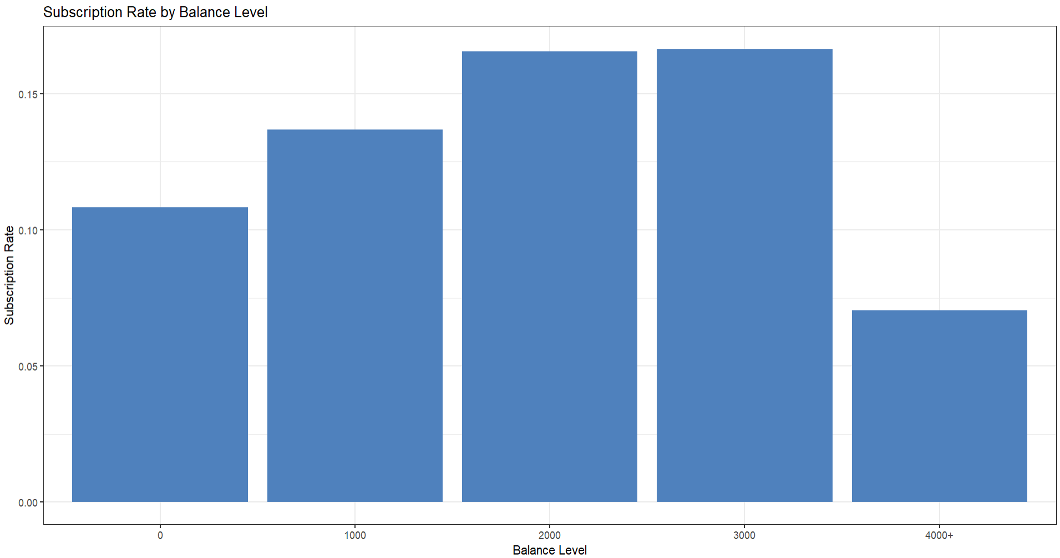 Subscription Rate by Balance Level
Subscription Rate
0.15
0.10
0.05
0.00
0 1000 2000 3000 4000+
Balance Level